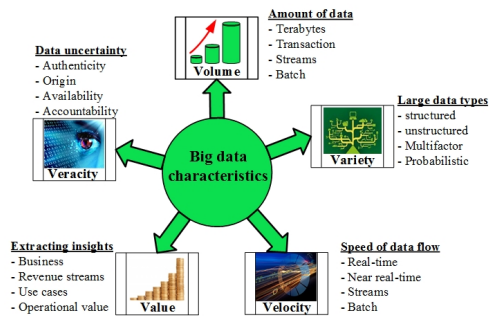 Amount of data
- Terabytes
- Transaction
- Streams
- Batch
Volume
Data uncertainty
- Authenticity
- Origin
- Availability
- Accountability
Veracity
Large data types
- structured
- unstructured
- Multifactor
- Probabilistic
Variety
Big data
characteristics
Extracting insights
- Business
- Revenue streams
- Use cases
- Operational value
Value
Speed of data flow
- Real-time
- Near real-time
- Streams
- Batch
Velocity